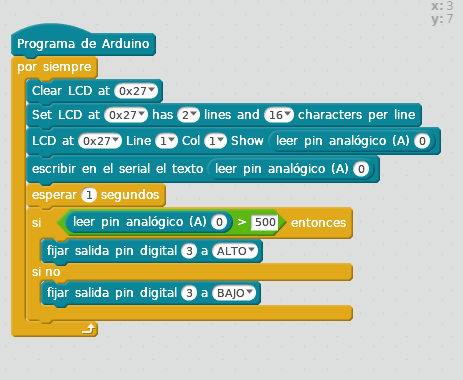 x: 3
y: 7
Programa de Arduino
por siempre
Clear LCD at 0x27
Set LCD at 0x27 has 2 lines and 16 characters per line
LCD at 0x27 Line 1 Col 1 Show leer pin analógico (A) 0
escribir en el serial el texto leer pin analógico (A) 0
esperar 1 segundos
si leer pin analógico (A) 0 > 500 entonces
fijar salida pin digital 3 a ALTO
si no
fijar salida pin digital 3 a BAJO